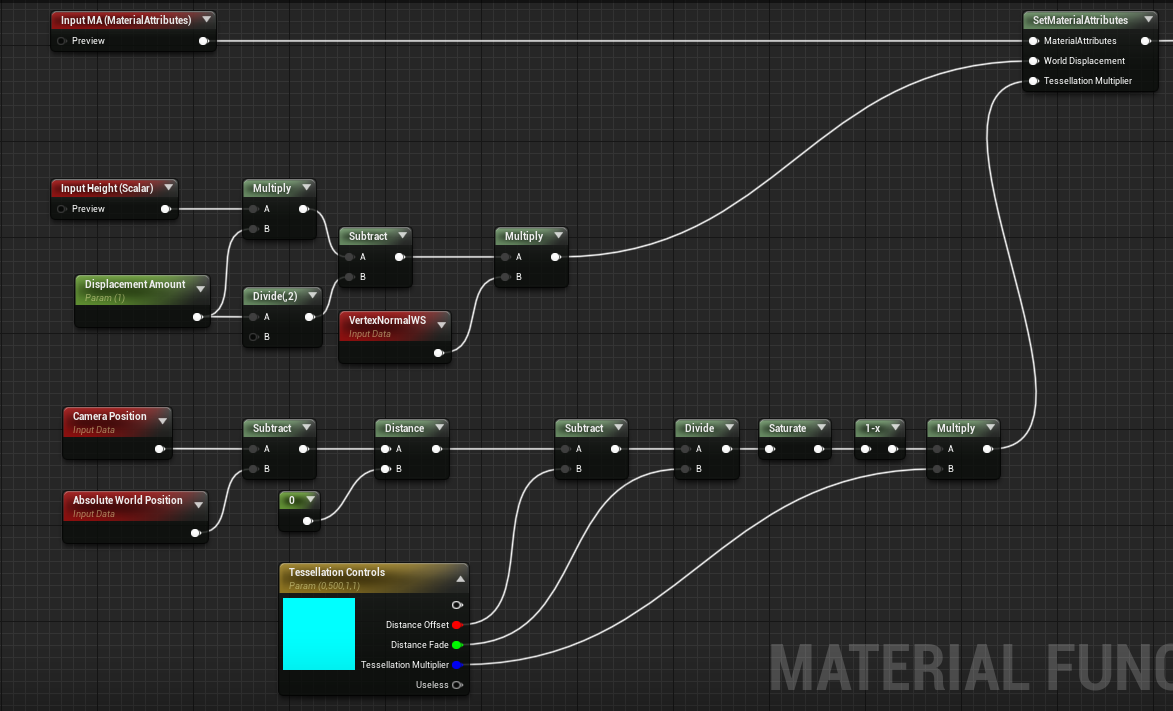 Input MA (MaterialAttributes)
Preview
SetMaterialAttributes
MaterialAttributes
World Displacement
Tessellation Multiplier
Input Height (Scalar)
Preview
Multiply
A
B
Subtract
A
B
Multiply
A
B
Displacement Amount
Param (1)
Divide(,2)
A
B
VertexNormalWS
Input Data
Camera Position
Input Data
Subtract
A
B
Distance
A
B
Subtract
A
B
Divide
A
B
Saturate
1-x
Multiply
A
B
Absolute World Position
Input Data
0
Tessellation Controls
Param (0,500,1,1)
Distance Offset
Distance Fade
Tessellation Multiplier
Useless
MATERIAL FUNC